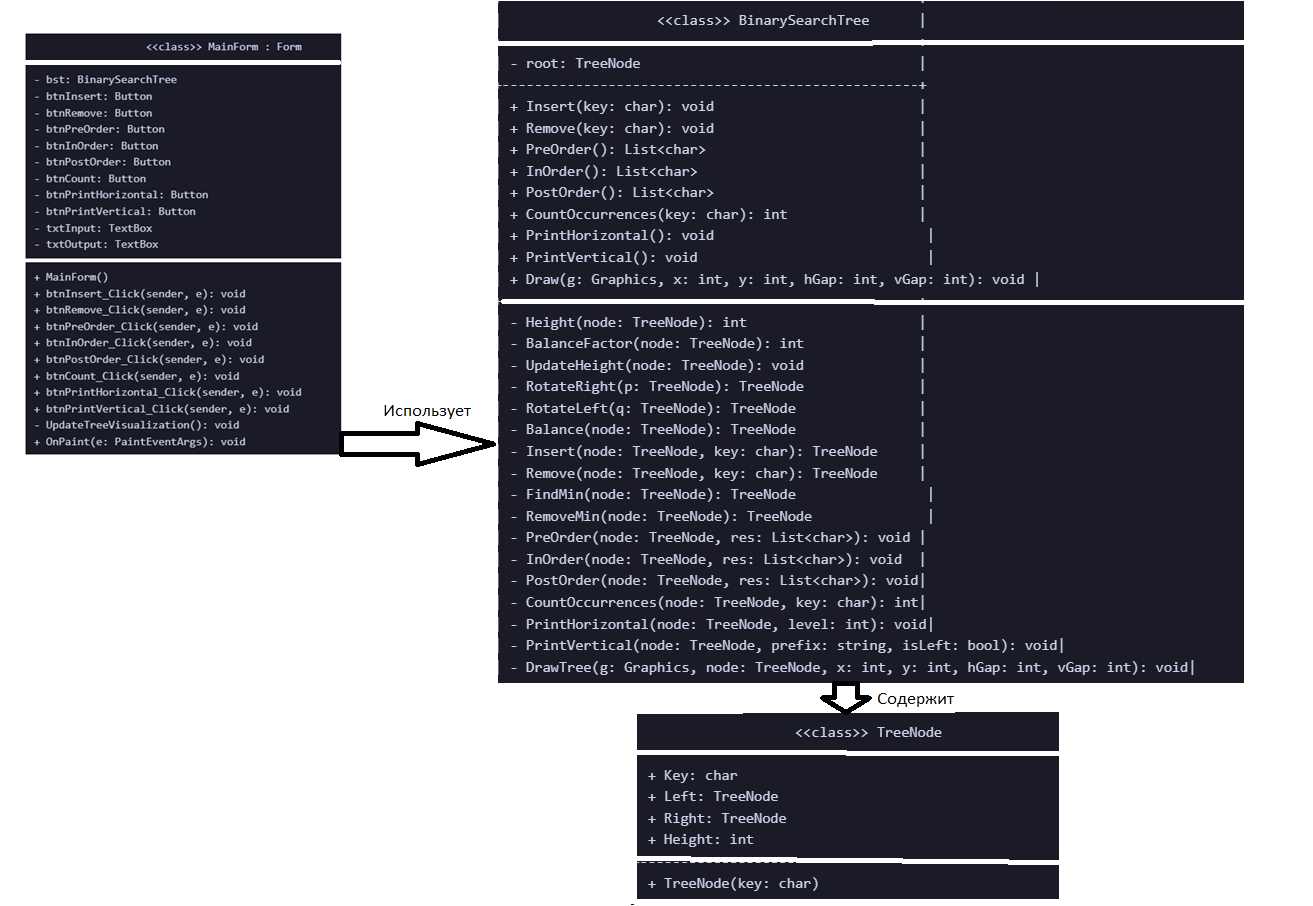 <<class>> MainForm : Form
- bst: BinarySearchTree
- btnInsert: Button
- btnRemove: Button
- btnPreOrder: Button
- btnInOrder: Button
- btnPostOrder: Button
- btnCount: Button
- btnPrintHorizontal: Button
- btnPrintVertical: Button
- txtInput: TextBox
- txtOutput: TextBox
+ MainForm()
+ btnInsert_Click(sender, e): void
+ btnRemove_Click(sender, e): void
+ btnPreOrder_Click(sender, e): void
+ btnInOrder_Click(sender, e): void
+ btnPostOrder_Click(sender, e): void
+ btnCount_Click(sender, e): void
+ btnPrintHorizontal_Click(sender, e): void
+ btnPrintVertical_Click(sender, e): void
- UpdateTreeVisualization(): void
+ OnPaint(e: PaintEventArgs): void
Использует
<<class>> BinarySearchTree |
- root: TreeNode |
+ Insert(key: char): void |
+ Remove(key: char): void |
+ PreOrder(): List<char> |
+ InOrder(): List<char> |
+ PostOrder(): List<char> |
+ CountOccurrences(key: char): int |
+ PrintHorizontal(): void |
+ PrintVertical(): void |
+ Draw(g: Graphics, x: int, y: int, hGap: int, vGap: int): void |
- Height(node: TreeNode): int |
- BalanceFactor(node: TreeNode): int |
- UpdateHeight(node: TreeNode): void |
- RotateRight(p: TreeNode): TreeNode |
- RotateLeft(q: TreeNode): TreeNode |
- Balance(node: TreeNode): TreeNode |
- Insert(node: TreeNode, key: char): TreeNode |
- Remove(node: TreeNode, key: char): TreeNode |
- FindMin(node: TreeNode): TreeNode |
- RemoveMin(node: TreeNode): TreeNode |
- PreOrder(node: TreeNode, res: List<char>): void |
- InOrder(node: TreeNode, res: List<char>): void |
- PostOrder(node: TreeNode, res: List<char>): void|
- CountOccurrences(node: TreeNode, key: char): int|
- PrintHorizontal(node: TreeNode, level: int): void|
- PrintVertical(node: TreeNode, prefix: string, isLeft: bool): void|
- DrawTree(g: Graphics, node: TreeNode, x: int, y: int, hGap: int, vGap: int): void|
Содержит
<<class>> TreeNode
+ Key: char
+ Left: TreeNode
+ Right: TreeNode
+ Height: int
+ TreeNode(key: char)